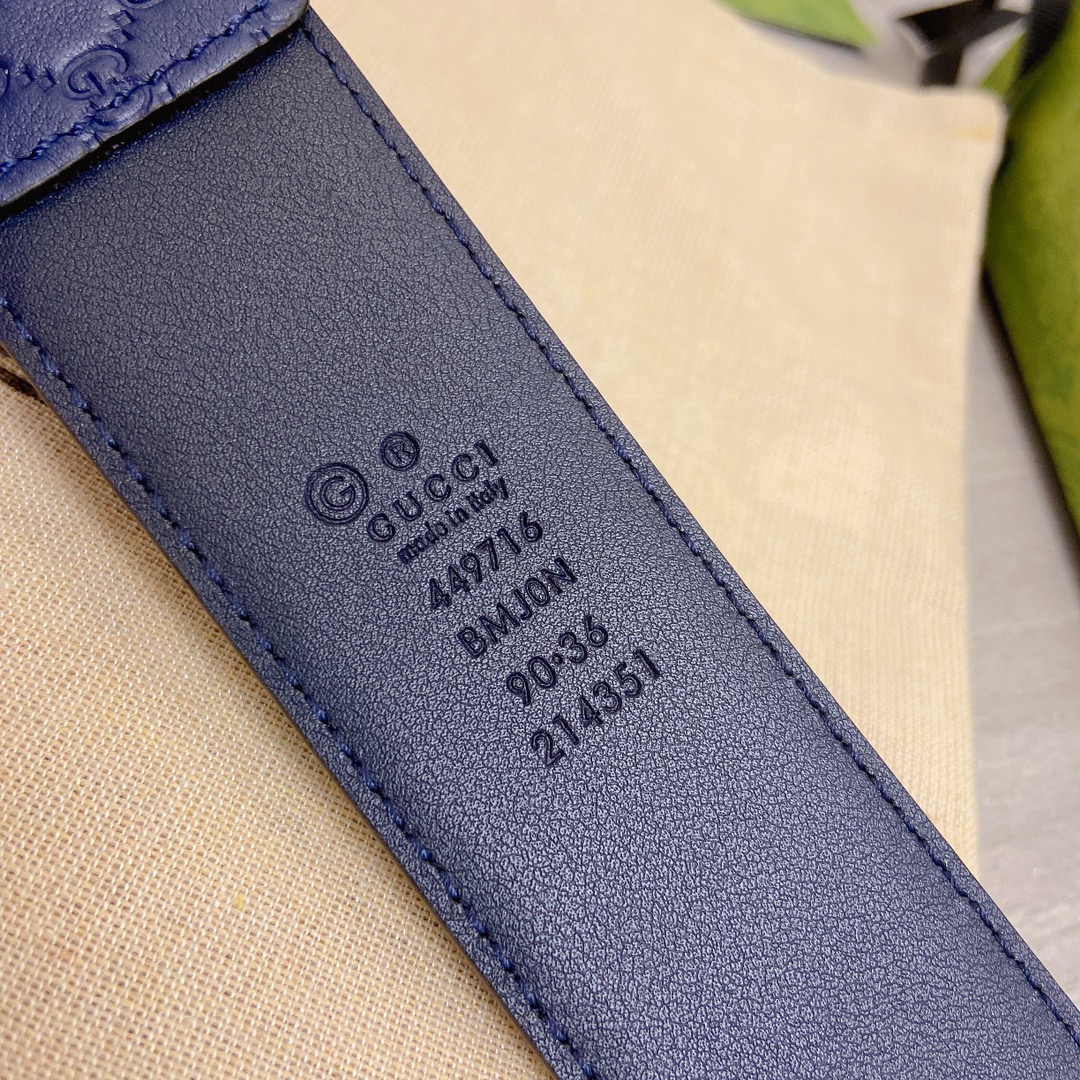 G ®
GUCCI
made in italy
449716
BMJ0N
90·36
214351